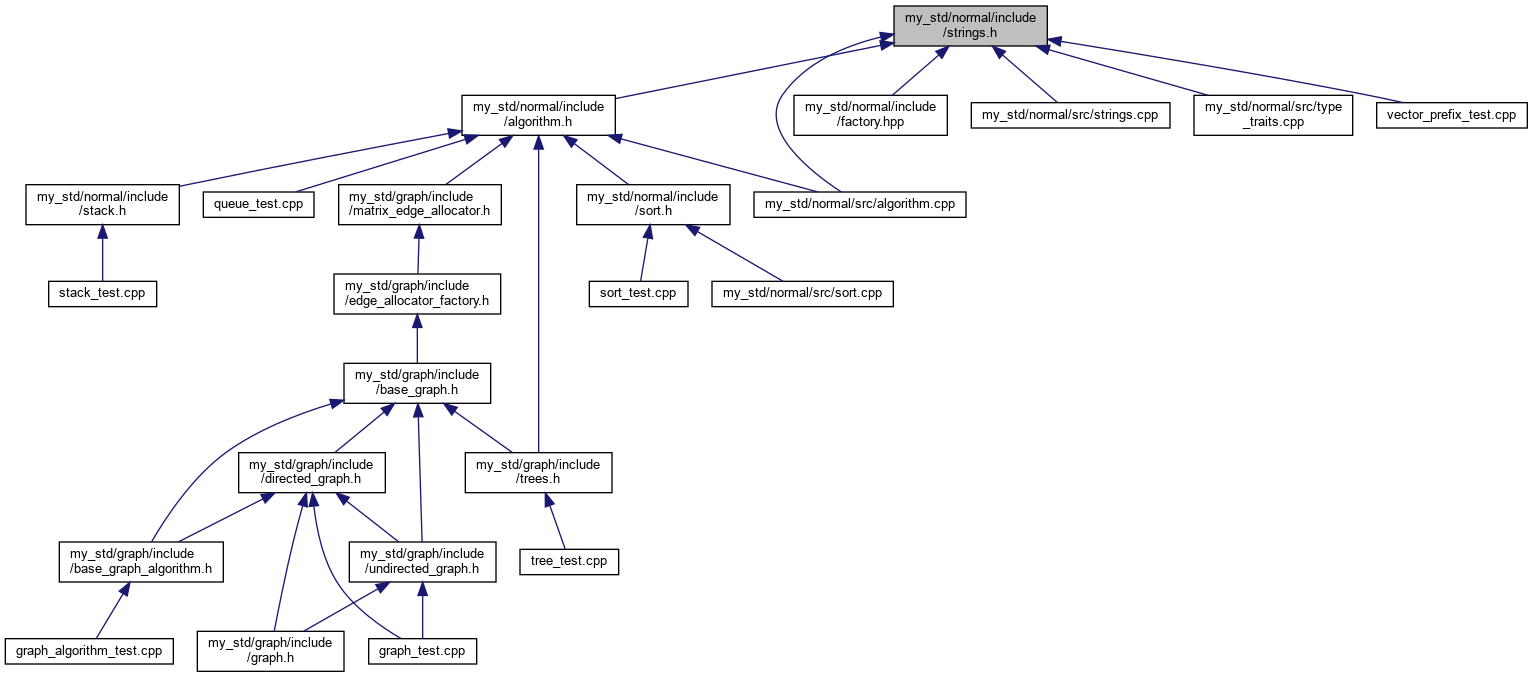 my_std/normal/include
/strings.h
my_std/normal/include
/algorithm.h
my_std/normal/include
/factory.hpp
my_std/normal/src/strings.cpp
my_std/normal/src/type
_traits.cpp
vector_prefix_test.cpp
my_std/normal/include
/stack.h
queue_test.cpp
my_std/graph/include
/matrix_edge_allocator.h
my_std/normal/include
/sort.h
my_std/normal/src/algorithm.cpp
stack_test.cpp
my_std/graph/include
/edge_allocator_factory.h
sort_test.cpp
my_std/normal/src/sort.cpp
my_std/graph/include
/base_graph.h
my_std/graph/include
/directed_graph.h
my_std/graph/include
/trees.h
my_std/graph/include
/base_graph_algorithm.h
my_std/graph/include
/undirected_graph.h
tree_test.cpp
graph_algorithm_test.cpp
my_std/graph/include
/graph.h
graph_test.cpp